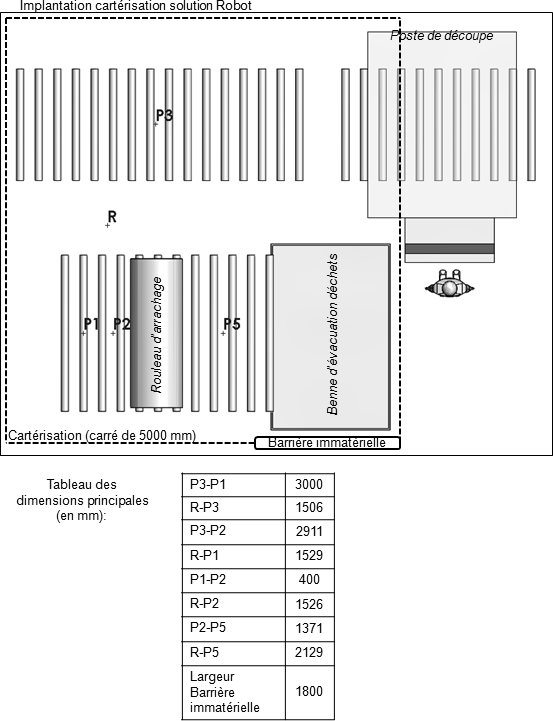 Implantation cartérisation solution Robot
Poste de découpe
P3
R
P1
P2
P5
Rouleau d'arrachage
Benne d'évacuation déchets
Cartérisation (carré de 5000 mm)
Barrière immatérielle
Tableau des
dimensions principales
(en mm):
P3-P1 3000
R-P3 1506
P3-P2 2911
R-P1 1529
P1-P2 400
R-P2 1526
P2-P5 1371
R-P5 2129
Largeur
Barrière 1800
immatérielle